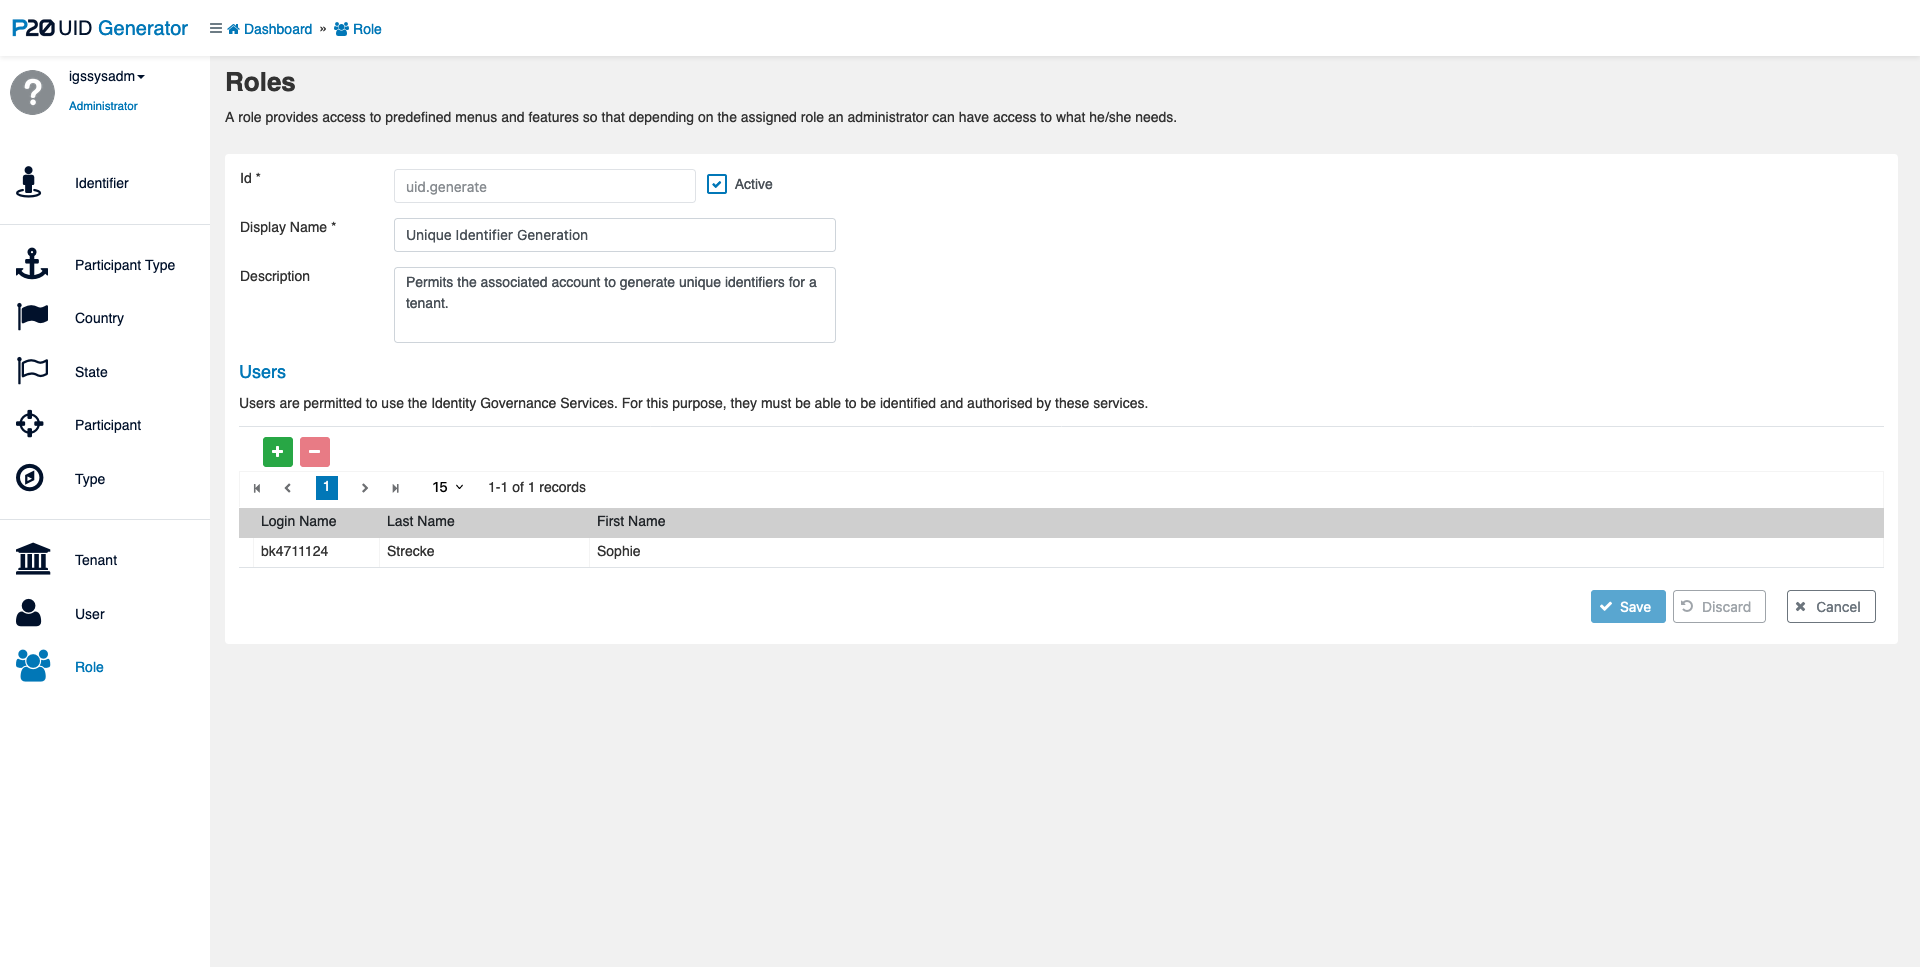 P20 UID Generator
Dashboard » Role
igssysadm
Administrator
Identifier
Participant Type
Country
State
Participant
Type
Tenant
User
Role
Roles
A role provides access to predefined menus and features so that depending on the assigned role an administrator can have access to what he/she needs.
Id *
uid.generate
Active
Display Name *
Unique Identifier Generation
Description
Permits the associated account to generate unique identifiers for a
tenant.
Users
Users are permitted to use the Identity Governance Services. For this purpose, they must be able to be identified and authorised by these services.
1 15 1-1 of 1 records
Login Name Last Name First Name
bk4711124 Strecke Sophie
Save Discard Cancel